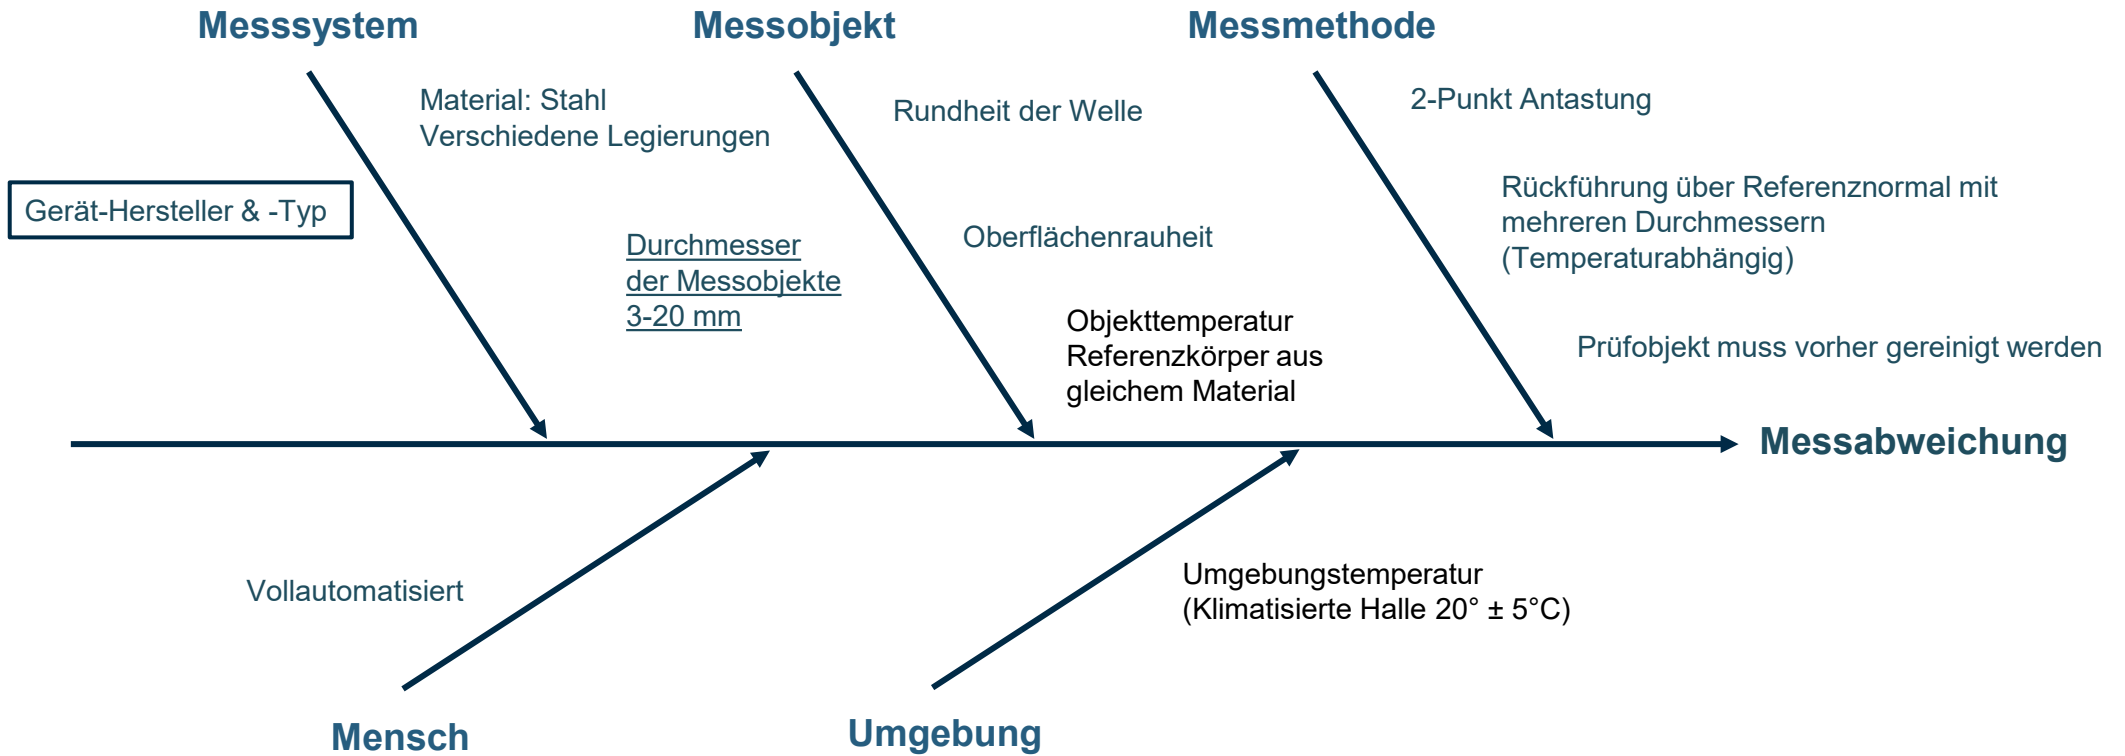 Messsystem
Messobjekt
Messmethode
Material: Stahl
Verschiedene Legierungen
Rundheit der Welle
2-Punkt Antastung
Gerät-Hersteller & -Typ
Durchmesser
der Messobjekte
3-20 mm
Oberflächenrauheit
Rückführung über Referenznormal mit
mehreren Durchmessern
(Temperaturabhängig)
Objekttemperatur
Referenzkörper aus
gleichem Material
Prüfobjekt muss vorher gereinigt werden
Messabweichung
Vollautomatisiert
Umgebungstemperatur
(Klimatisierte Halle 20° ± 5°C)
Mensch
Umgebung